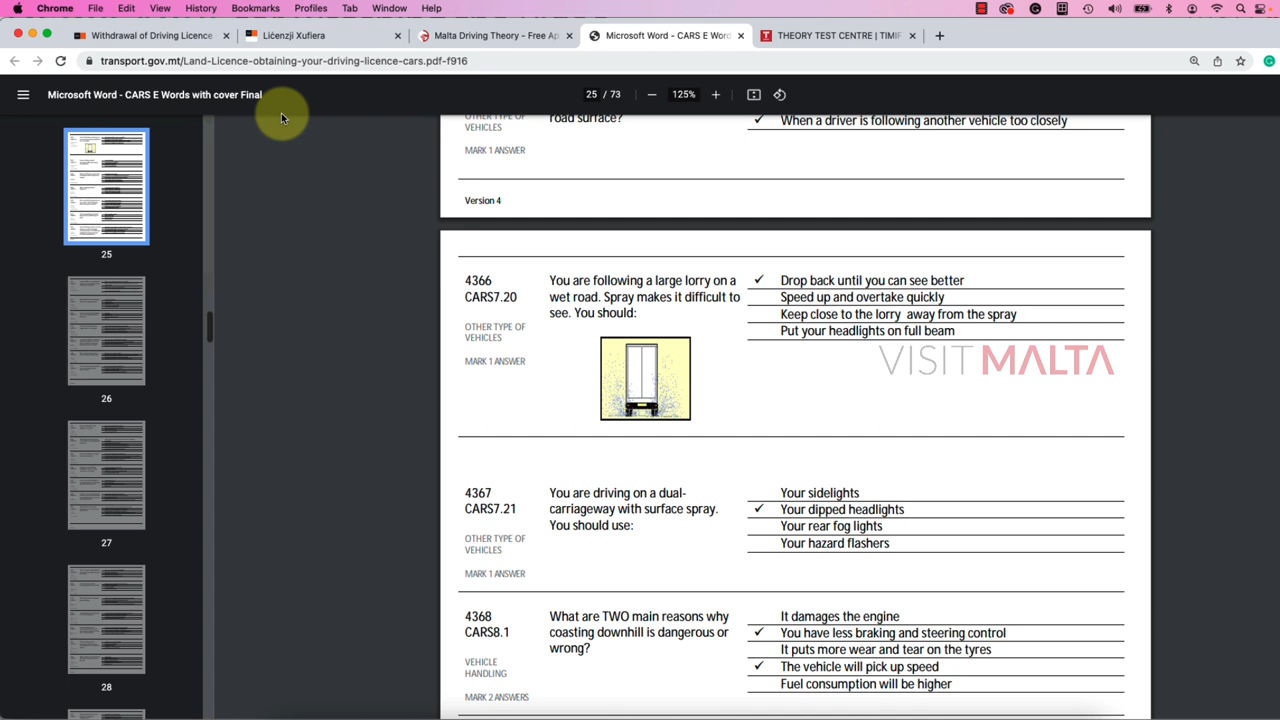 Chrome File Edit View History Bookmarks Profiles Tab Window Help
Withdrawal of Driving Licence
Liċenzji Xufiera
Malta Driving Theory – Free Ap
Microsoft Word - CARS E Word
THEORY TEST CENTRE | TIMIF
transport.gov.mt/Land-Licence-obtaining-your-driving-licence-cars.pdf-f916
Microsoft Word - CARS E Words with cover Final
25 / 73
125%
25
26
27
28
OTHER TYPE OF
VEHICLES
MARK 1 ANSWER
road surface?
✓ When a driver is following another vehicle too closely
Version 4
4366
CARS7.20
OTHER TYPE OF
VEHICLES
MARK 1 ANSWER
You are following a large lorry on a
wet road. Spray makes it difficult to
see. You should:
✓ Drop back until you can see better
Speed up and overtake quickly
Keep close to the lorry away from the spray
Put your headlights on full beam
VISITMALTA
4367
CARS7.21
OTHER TYPE OF
VEHICLES
MARK 1 ANSWER
You are driving on a dual-
carriageway with surface spray.
You should use:
Your sidelights
✓ Your dipped headlights
Your rear fog lights
Your hazard flashers
4368
CARS8.1
VEHICLE
HANDLING
MARK 2 ANSWERS
What are TWO main reasons why
coasting downhill is dangerous or
wrong?
It damages the engine
✓ You have less braking and steering control
It puts more wear and tear on the tyres
✓ The vehicle will pick up speed
Fuel consumption will be higher